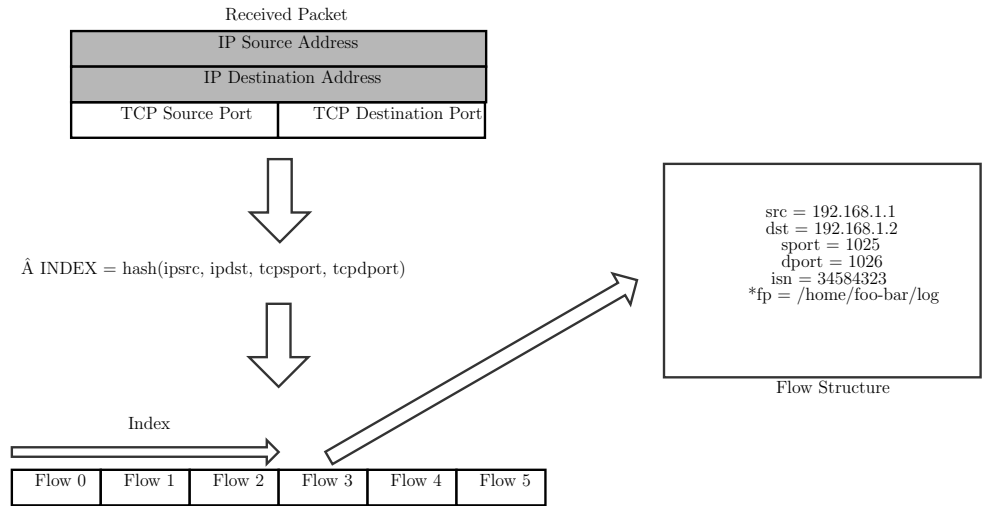 Received Packet
IP Source Address
IP Destination Address
TCP Source Port
TCP Destination Port
Â INDEX = hash(ipsrc, ipdst, tcpsport, tcpdport)
src = 192.168.1.1
dst = 192.168.1.2
sport = 1025
dport = 1026
isn = 34584323
*fp = /home/foo-bar/log
Flow Structure
Index
Flow 0
Flow 1
Flow 2
Flow 3
Flow 4
Flow 5